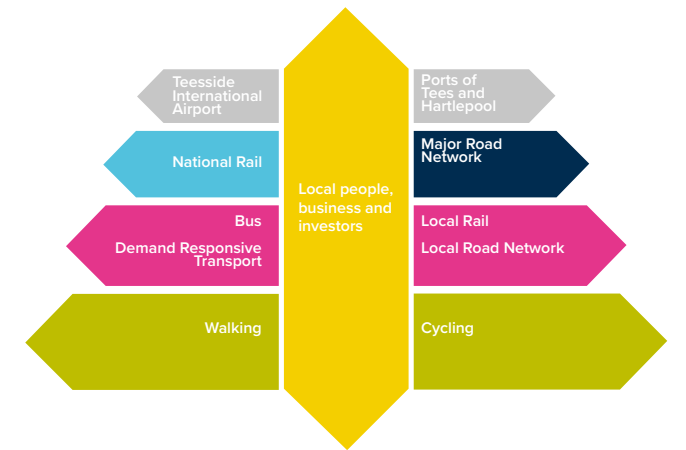 Teesside
International
Airport
Ports of
Tees and
Hartlepool
National Rail
Major Road
Network
Local people,
business and
investors
Bus
Demand Responsive
Transport
Local Rail
Local Road Network
Walking
Cycling